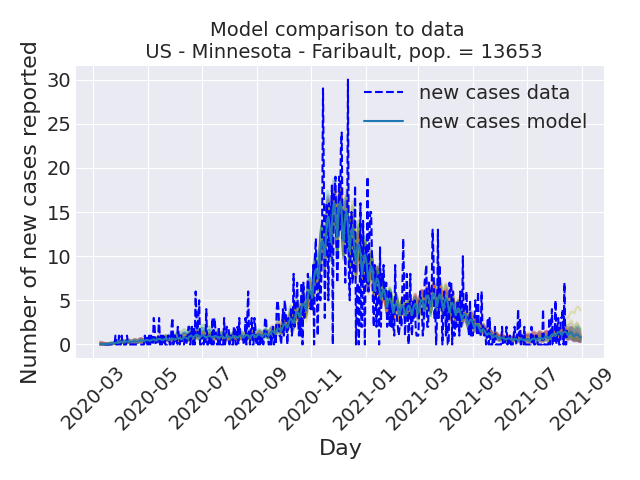 Model comparison to data
US - Minnesota - Faribault, pop. = 13653
Number of new cases reported
30
25
20
15
10
5
0
new cases data
new cases model
2020-03
2020-05
2020-07
2020-09
2020-11
2021-01
2021-03
2021-05
2021-07
2021-09
Day